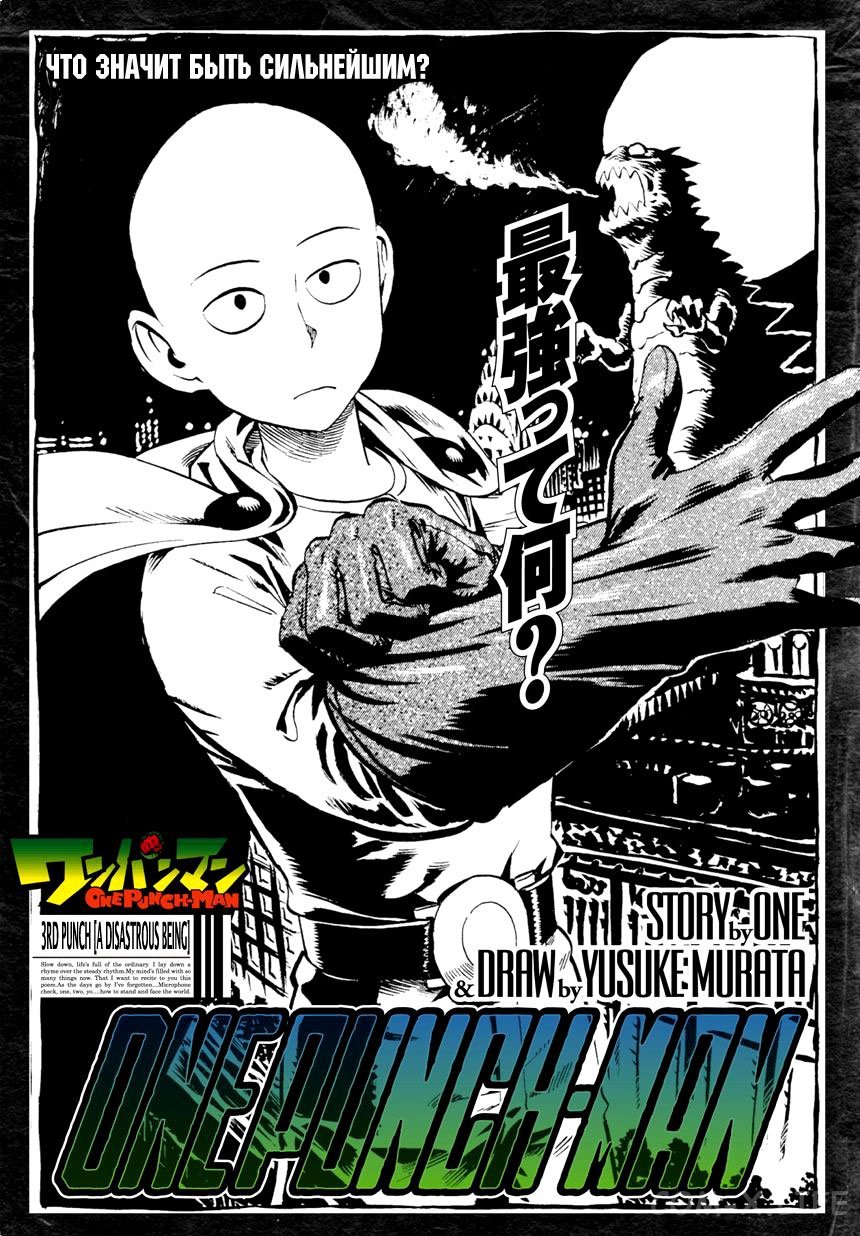 ЧТО ЗНАЧИТ БЫТЬ СИЛЬНЕЙШИМ?
最強って何?
ワンパンマン
ONEPUNCH-MAN
3RD PUNCH [A DISASTROUS BEING]
Slow down, life's full of the ordinary. I lay down a
rhyme over the steady rhythm.My mind's filled with so
many things now. That I want to recite to you this
poem.As the days go by I've forgotten...Microphone
check, one, two, yo....how to stand and face the world.
STORY by ONE
& DRAW by YUSUKE MURATA
ONEPUNCH-MAN